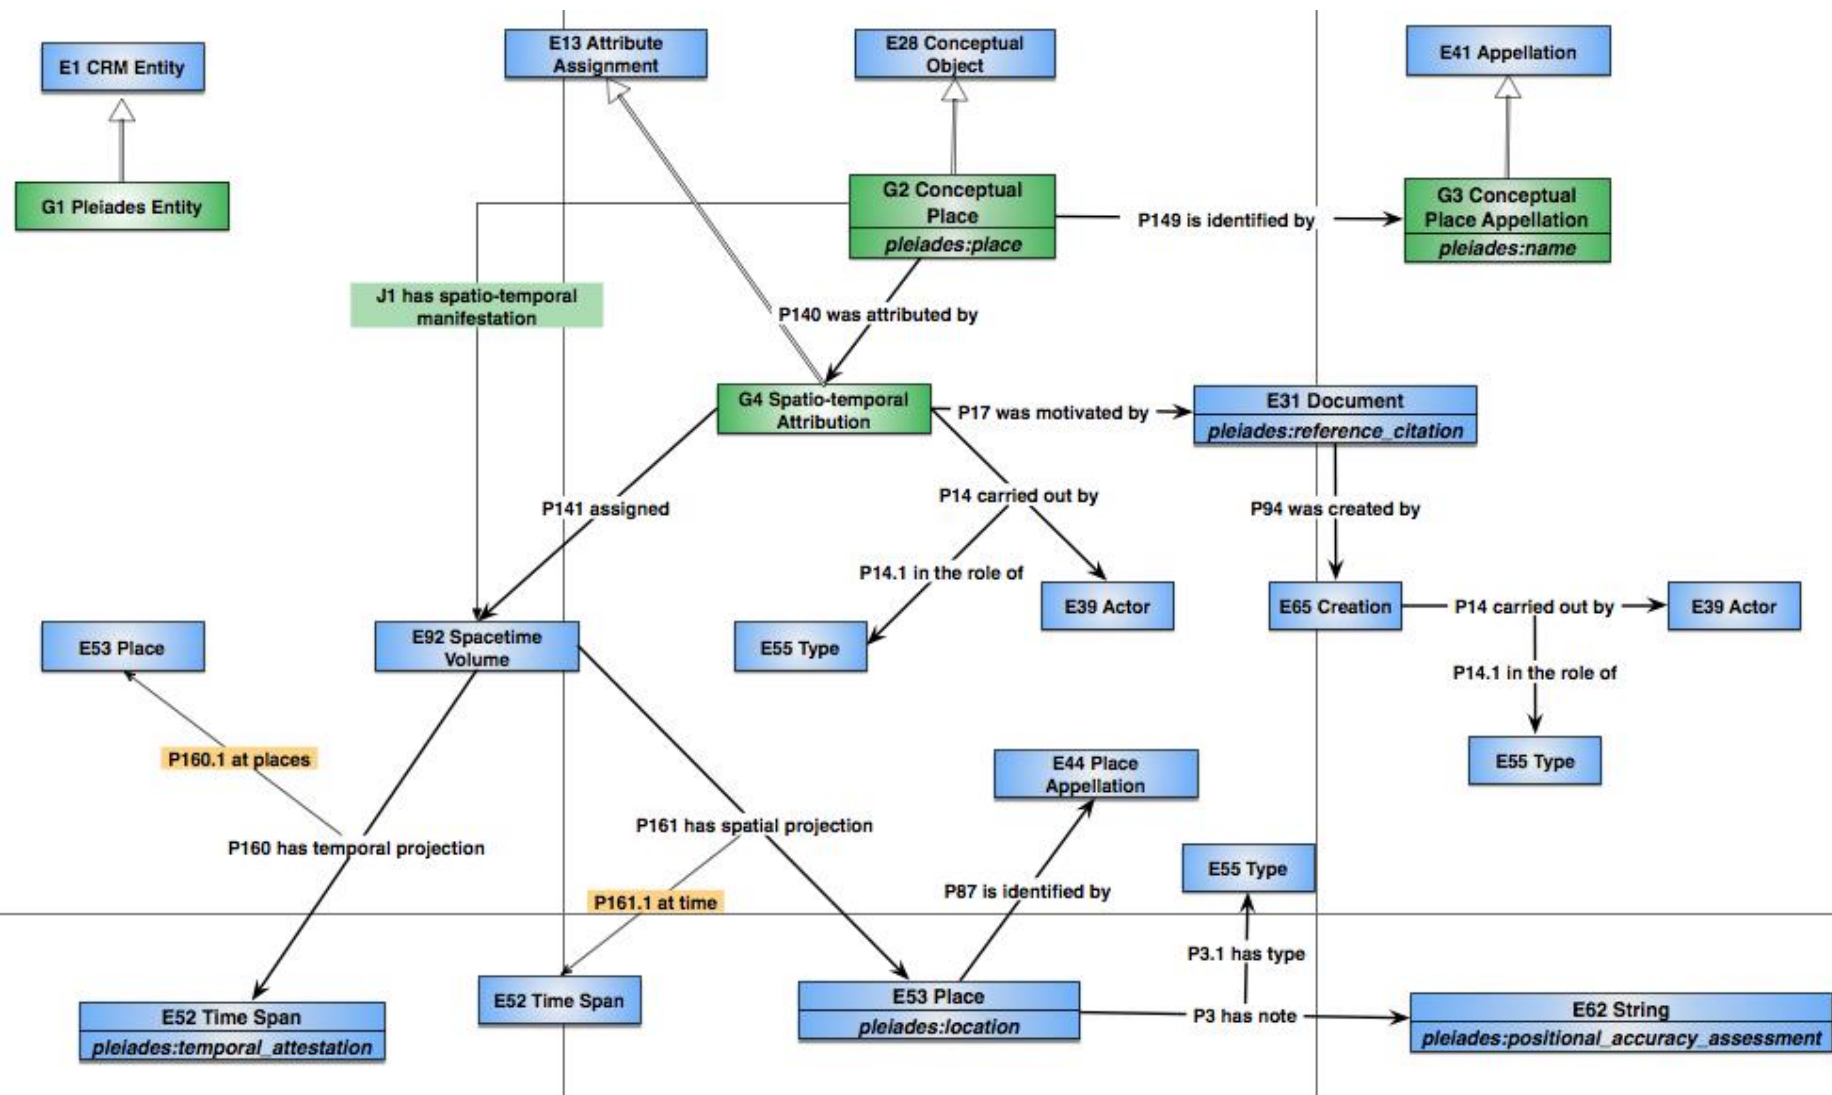 E1 CRM Entity
E13 Attribute
Assignment
E28 Conceptual
Object
E41 Appellation
G1 Pleiades Entity
G2 Conceptual
Place
pleiades:place
P149 is identified by
G3 Conceptual
Place Appellation
pleiades:name
J1 has spatio-temporal
manifestation
P140 was attributed by
G4 Spatio-temporal
Attribution
P17 was motivated by
E31 Document
pleiades:reference_citation
P141 assigned
P14 carried out by
P94 was created by
P14.1 in the role of
E39 Actor
E65 Creation
P14 carried out by
E39 Actor
E53 Place
E92 Spacetime
Volume
E55 Type
P14.1 in the role of
P160.1 at places
E44 Place
Appellation
E55 Type
P160 has temporal projection
P161 has spatial projection
P161.1 at time
P87 is identified by
E55 Type
P3.1 has type
E52 Time Span
pleiades:temporal_attestation
E52 Time Span
E53 Place
pleiades:location
P3 has note
E62 String
pleiades:positional_accuracy_assessment